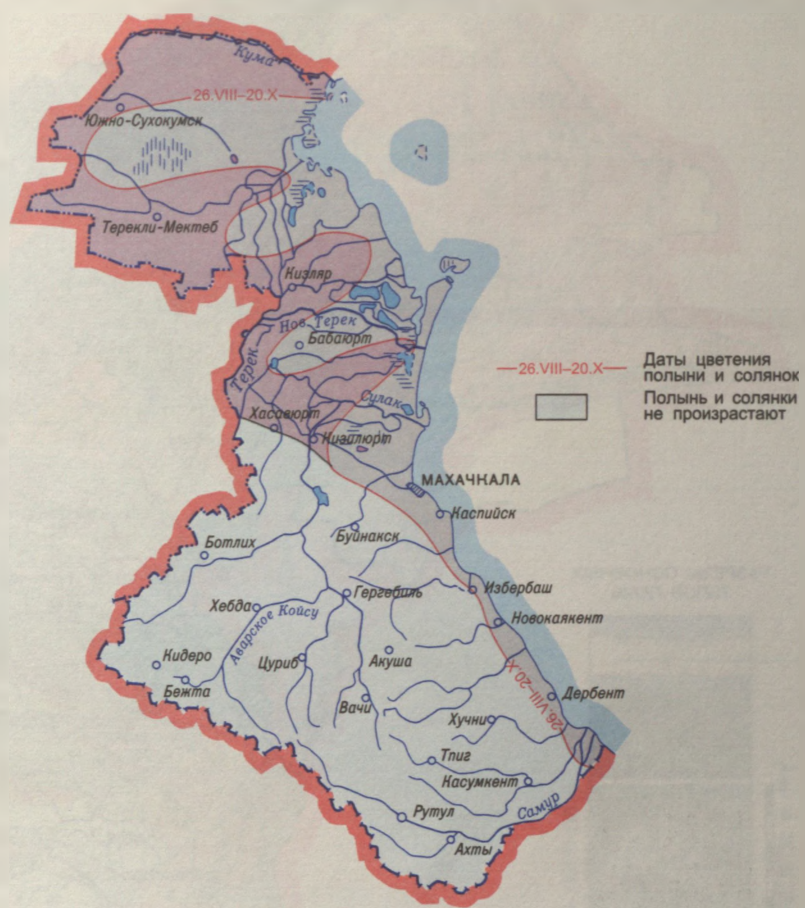 Кума
26.VIII–20.X
Южно-Сухокумск
Терекли-Мектеб
Кизляр
Нов. Терек
Бабаюрт
Терек
Сулак
Хасавюрт
Кизилюрт
—26.VIII–20.X— Даты цветения
полыни и солянок
Полынь и солянки
не произрастают
МАХАЧКАЛА
Каспийск
Буйнакск
Ботлих
Гергебиль
Избербаш
Хебда
Аварское Койсу
Новокаякент
Кидеро
Цуриб
Акуша
Бежта
Вачи
26.VIII–20.X
Дербент
Хучни
Тпиг
Касумкент
Рутул
Самур
Ахты